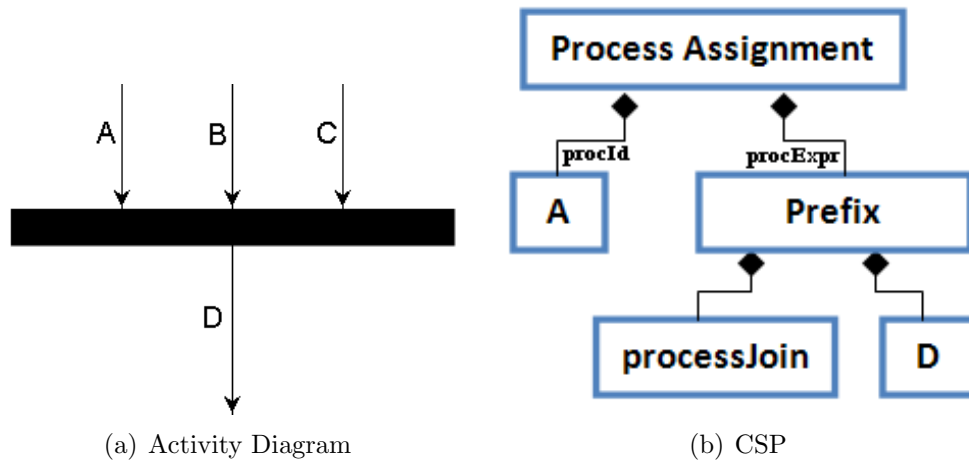 A
B
C
D
(a) Activity Diagram
Process Assignment
procId
procExpr
A
Prefix
processJoin
D
(b) CSP